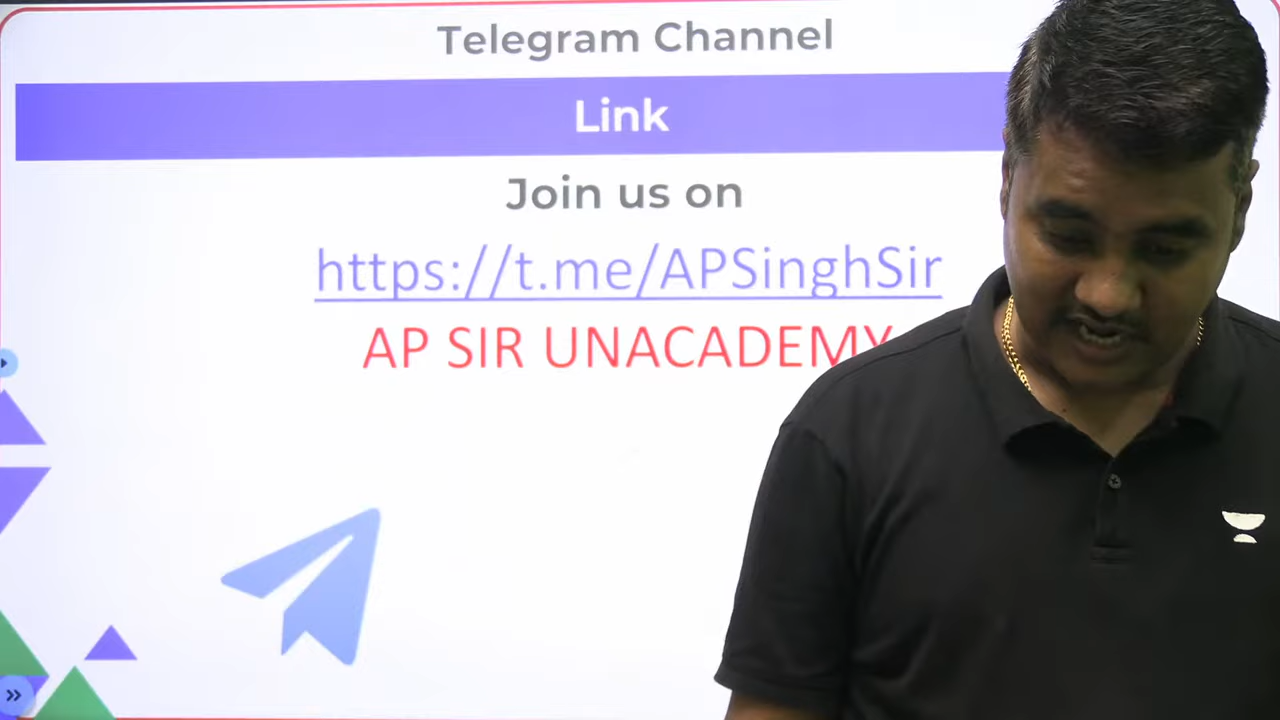 Telegram Channel
Link
Join us on
https://t.me/APSinghSir
AP SIR UNACADEMY